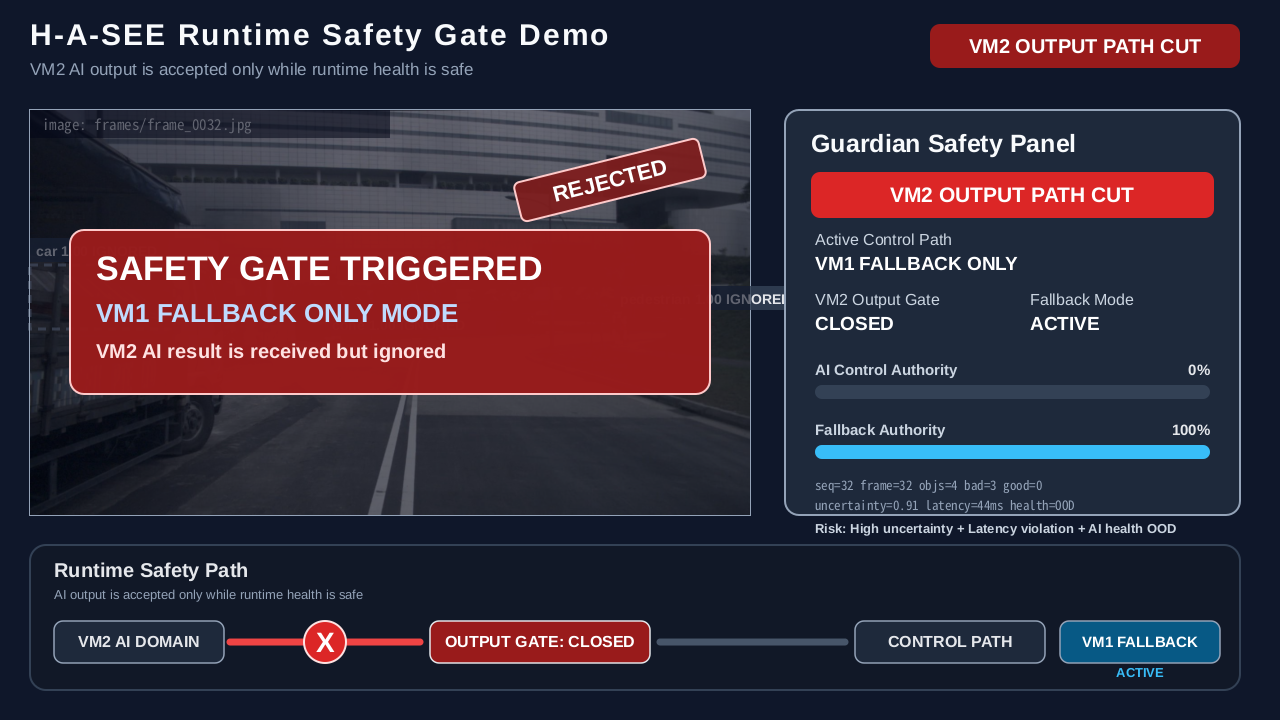 H-A-SEE Runtime Safety Gate Demo
VM2 AI output is accepted only while runtime health is safe
VM2 OUTPUT PATH CUT
image: frames/frame_0032.jpg
REJECTED
car
SAFETY GATE TRIGGERED
VM1 FALLBACK ONLY MODE
VM2 AI result is received but ignored
Guardian Safety Panel
VM2 OUTPUT PATH CUT
Active Control Path
VM1 FALLBACK ONLY
VM2 Output Gate
CLOSED
Fallback Mode
ACTIVE
AI Control Authority
0%
Fallback Authority
100%
seq=32 frame=32 objs=4 bad=3 good=0
uncertainty=0.91 latency=44ms health=OOD
Risk: High uncertainty + Latency violation + AI health OOD
Runtime Safety Path
AI output is accepted only while runtime health is safe
VM2 AI DOMAIN
X
OUTPUT GATE: CLOSED
CONTROL PATH
VM1 FALLBACK
ACTIVE